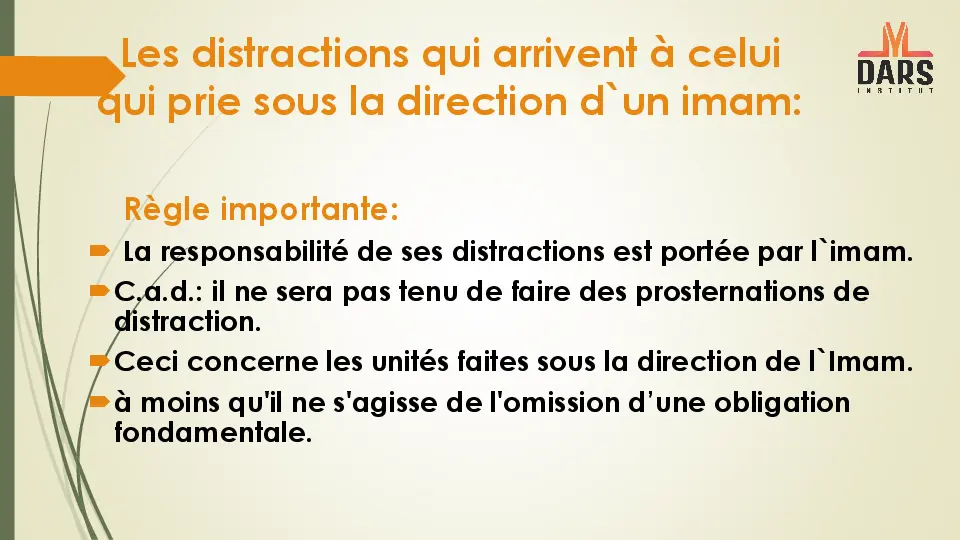 Les distractions qui arrivent à celui
qui prie sous la direction d`un imam:
DARS
INSTITUT
Règle importante:
La responsabilité de ses distractions est portée par l`imam.
C.a.d.: il ne sera pas tenu de faire des prosternations de
distraction.
Ceci concerne les unités faites sous la direction de l`Imam.
à moins qu'il ne s'agisse de l'omission d’une obligation
fondamentale.